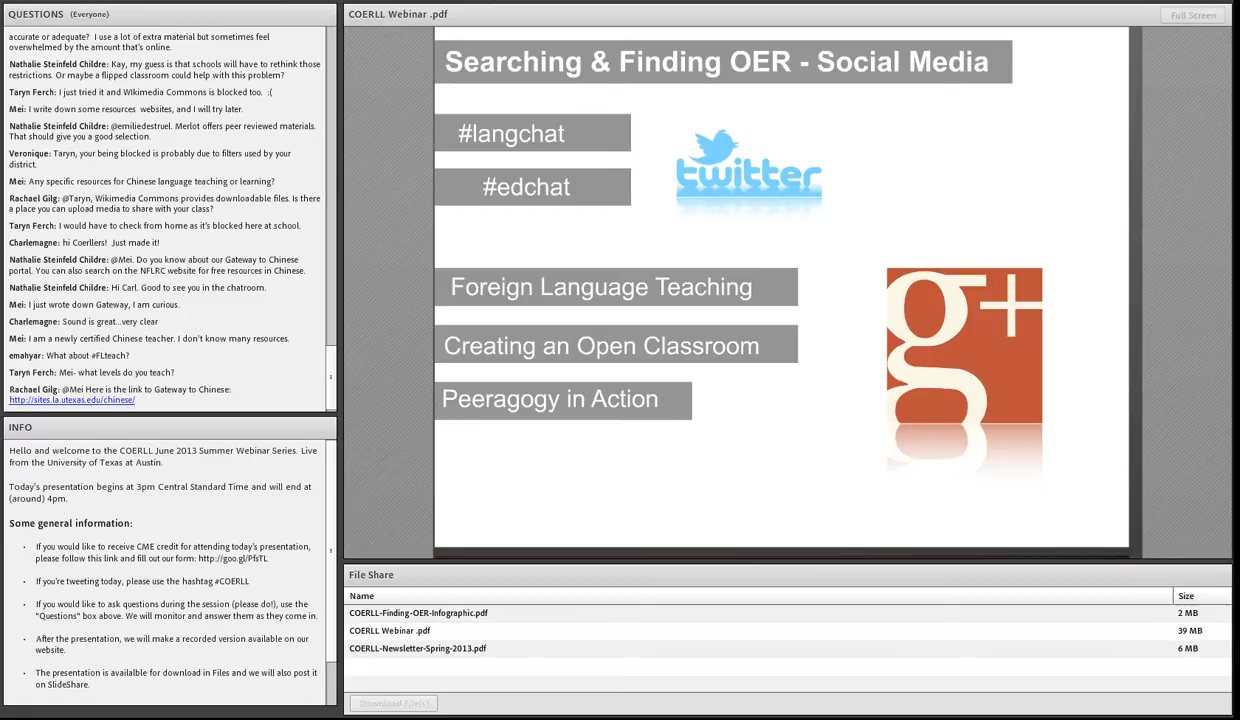 QUESTIONS (Everyone)
accurate or adequate? I use a lot of extra material but sometimes feel
overwhelmed by the amount that's online.
Nathalie Steinfeld Childre: Kay, my guess is that schools will have to rethink those
restrictions. Or maybe a flipped classroom could help with this problem?
Taryn Ferch: I just tried it and Wikimedia Commons is blocked too. :(
Mei: I write down some resources websites, and I will try later.
Nathalie Steinfeld Childre: @emiliedestruel. Merlot offers peer reviewed materials.
That should give you a good selection.
Veronique: Taryn, your being blocked is probably due to filters used by your
district.
Mei: Any specific resources for Chinese language teaching or learning?
Rachael Gilg: @Taryn, Wikimedia Commons provides downloadable files. Is there
a place you can upload media to share with your class?
Taryn Ferch: I would have to check from home as it's blocked here at school.
Charlemagne: hi Coerllers! Just made it!
Nathalie Steinfeld Childre: @Mei. Do you know about our Gateway to Chinese
portal. You can also search on the NFLRC website for free resources in Chinese.
Nathalie Steinfeld Childre: Hi Carl. Good to see you in the chatroom.
Mei: I just wrote down Gateway, I am curious.
Charlemagne: Sound is great...very clear
Mei: I am a newly certified Chinese teacher. I don't know many resources.
emahyar: What about #FLteach?
Taryn Ferch: Mei- what levels do you teach?
Rachael Gilg: @Mei Here is the link to Gateway to Chinese:
http://sites.la.utexas.edu/chinese/
INFO
Hello and welcome to the COERLL June 2013 Summer Webinar Series. Live
from the University of Texas at Austin.
Today's presentation begins at 3pm Central Standard Time and will end at
(around) 4pm.
Some general information:
• If you would like to receive CME credit for attending today's presentation,
please follow this link and fill out our form: http://goo.gl/PfsTL
• If you're tweeting today, please use the hashtag #COERLL
• If you would like to ask questions during the session (please do!), use the
"Questions" box above. We will monitor and answer them as they come in.
• After the presentation, we will make a recorded version available on our
website.
• The presentation is availalble for download in Files and we will also post it
on SlideShare.
COERLL Webinar .pdf
Full Screen
Searching & Finding OER - Social Media
#langchat
#edchat
twitter
Foreign Language Teaching
Creating an Open Classroom
Peeragogy in Action
g+
File Share
Name Size
COERLL-Finding-OER-Infographic.pdf 2 MB
COERLL Webinar .pdf 39 MB
COERLL-Newsletter-Spring-2013.pdf 6 MB
Download File(s)